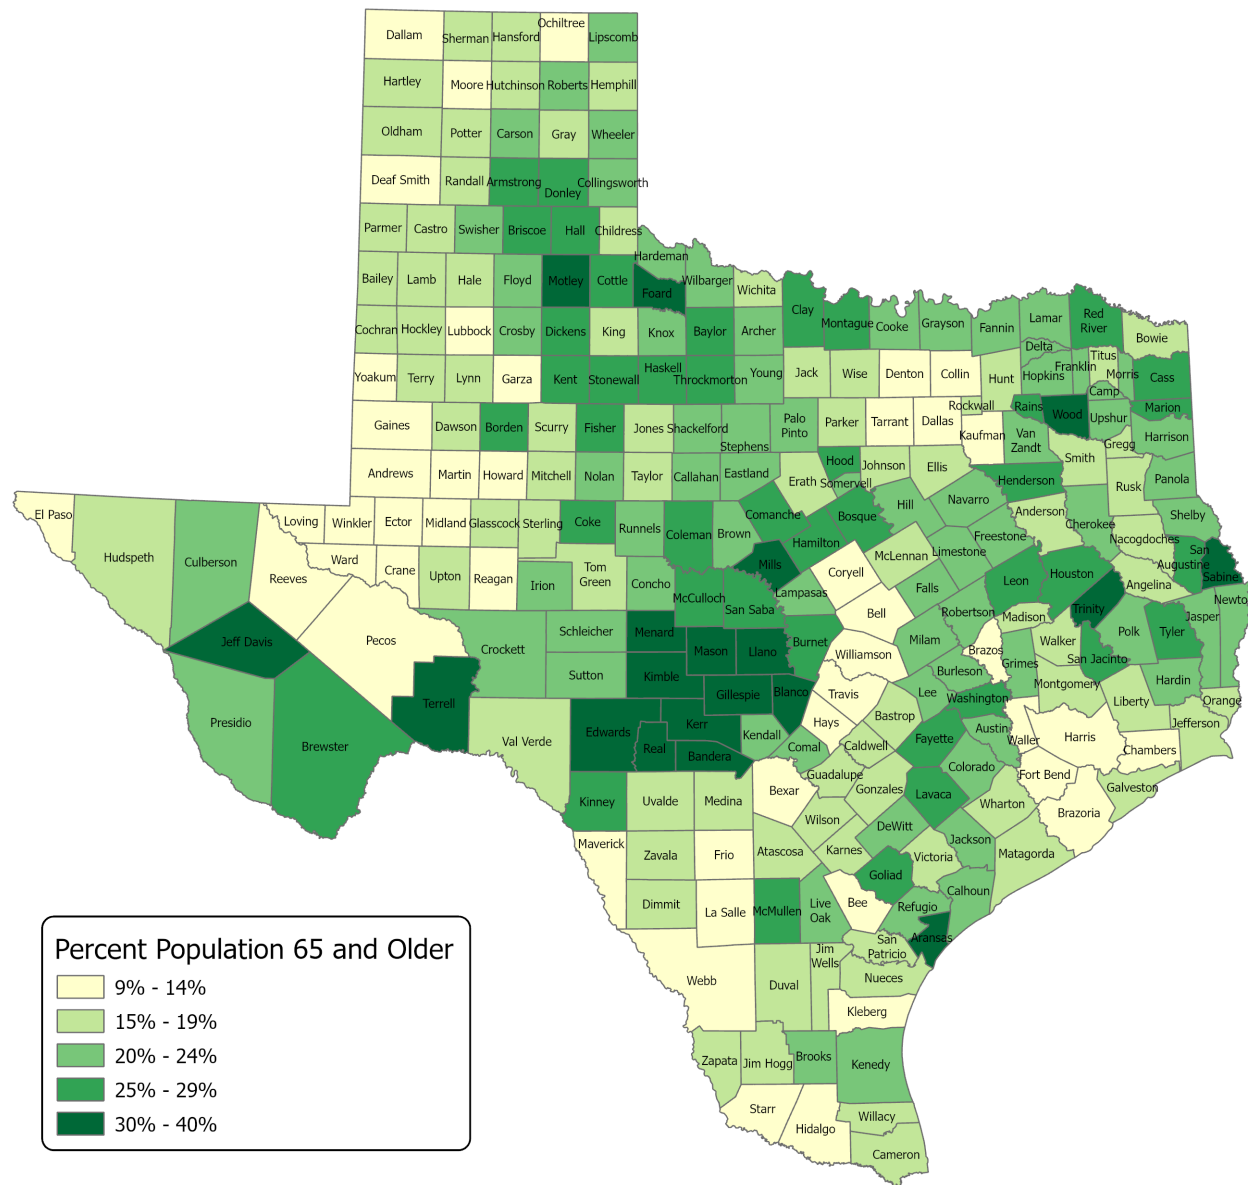 Dallam
Sherman
Hansford
Ochiltree
Lipscomb
Hartley
Moore
Hutchinson
Roberts
Hemphill
Oldham
Potter
Carson
Gray
Wheeler
Deaf Smith
Randall
Armstrong
Donley
Collingsworth
Parmer
Castro
Swisher
Briscoe
Hall
Childress
Hardeman
Bailey
Lamb
Hale
Floyd
Motley
Cottle
Foard
Wilbarger
Wichita
Clay
Montague
Cooke
Grayson
Fannin
Lamar
Red
River
Bowie
Cochran
Hockley
Lubbock
Crosby
Dickens
King
Knox
Baylor
Archer
Delta
Titus
Franklin
Morris
Yoakum
Terry
Lynn
Garza
Kent
Stonewall
Haskell
Throckmorton
Young
Jack
Wise
Denton
Collin
Hunt
Hopkins
Camp
Cass
Gaines
Dawson
Borden
Scurry
Fisher
Jones
Shackelford
Stephens
Palo
Pinto
Parker
Tarrant
Dallas
Rockwall
Kaufman
Rains
Wood
Upshur
Marion
Van
Zandt
Gregg
Harrison
Andrews
Martin
Howard
Mitchell
Nolan
Taylor
Callahan
Eastland
Erath
Hood
Somervell
Johnson
Ellis
Henderson
Smith
Rusk
Panola
El Paso
Hudspeth
Culberson
Loving
Winkler
Ector
Midland
Glasscock
Sterling
Coke
Runnels
Coleman
Brown
Comanche
Bosque
Hill
Navarro
Anderson
Cherokee
Shelby
Hamilton
Freestone
Nacogdoches
San
Augustine
Sabine
Reeves
Ward
Crane
Upton
Reagan
Irion
Tom
Green
Concho
McCulloch
San Saba
Mills
Lampasas
Coryell
McLennan
Limestone
Falls
Leon
Houston
Trinity
Angelina
Newto
Jasper
Jeff Davis
Pecos
Crockett
Schleicher
Menard
Mason
Llano
Burnet
Bell
Milam
Robertson
Madison
Walker
Polk
Tyler
San Jacinto
Brazos
Grimes
Williamson
Burleson
Sutton
Kimble
Gillespie
Blanco
Travis
Lee
Washington
Montgomery
Liberty
Hardin
Orange
Jefferson
Presidio
Brewster
Terrell
Val Verde
Edwards
Real
Kerr
Bandera
Kendall
Hays
Comal
Bastrop
Caldwell
Fayette
Austin
Waller
Harris
Chambers
Colorado
Fort Bend
Galveston
Kinney
Uvalde
Medina
Bexar
Guadalupe
Gonzales
Lavaca
Wharton
Brazoria
Wilson
DeWitt
Jackson
Matagorda
Maverick
Zavala
Frio
Atascosa
Karnes
Victoria
Goliad
Calhoun
Dimmit
La Salle
McMullen
Live
Oak
Bee
Refugio
Aransas
San
Patricio
Webb
Duval
Jim
Wells
Nueces
Kleberg
Zapata
Jim Hogg
Brooks
Kenedy
Starr
Hidalgo
Willacy
Cameron
Percent Population 65 and Older
9% - 14%
15% - 19%
20% - 24%
25% - 29%
30% - 40%